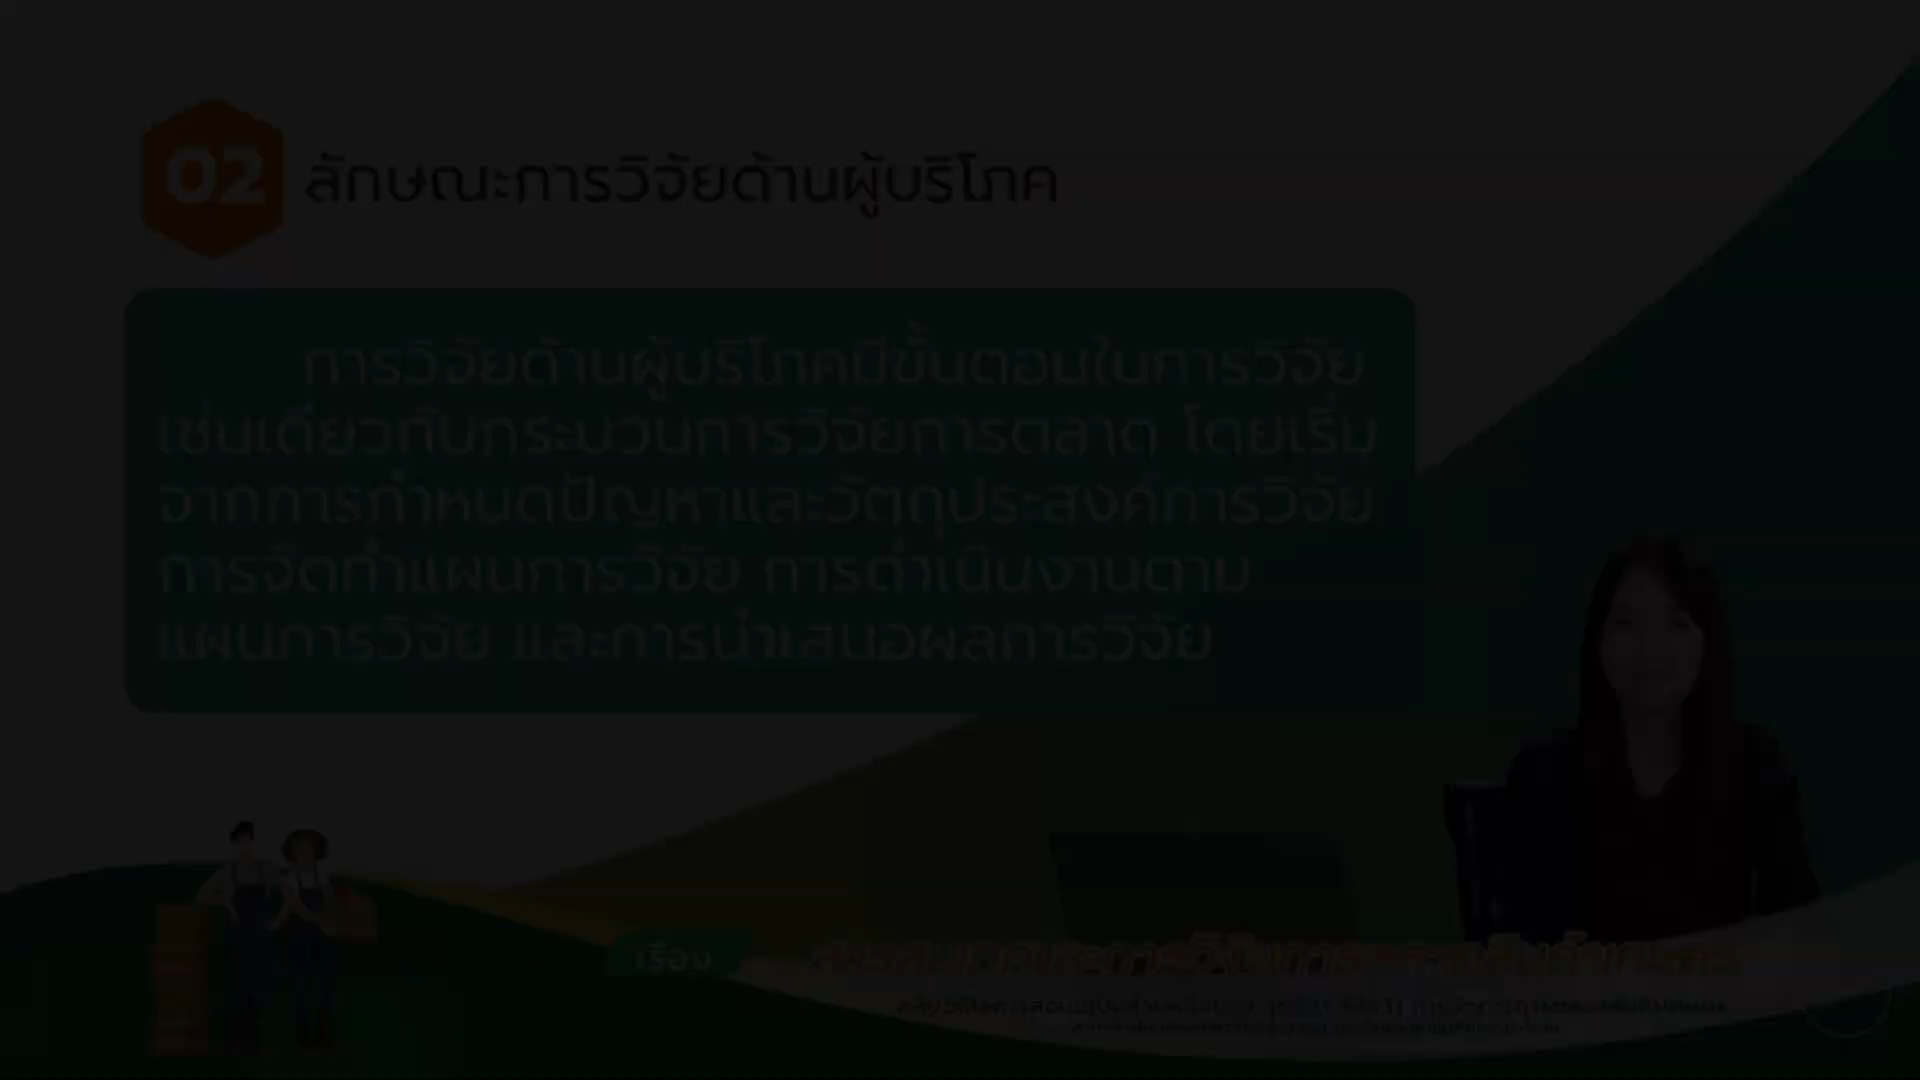 02
ลักษณะการวิจัยด้านผู้บริโภค
การวิจัยด้านผู้บริโภคมีขั้นตอนในการวิจัย
เช่นเดียวกับกระบวนการวิจัยการตลาด โดยเริ่ม
จากการกำหนดปัญหาและวัตถุประสงค์การวิจัย
การจัดทำแผนการวิจัย การดำเนินงานตาม
แผนการวิจัย และการนำเสนอผลการวิจัย
เรื่อง